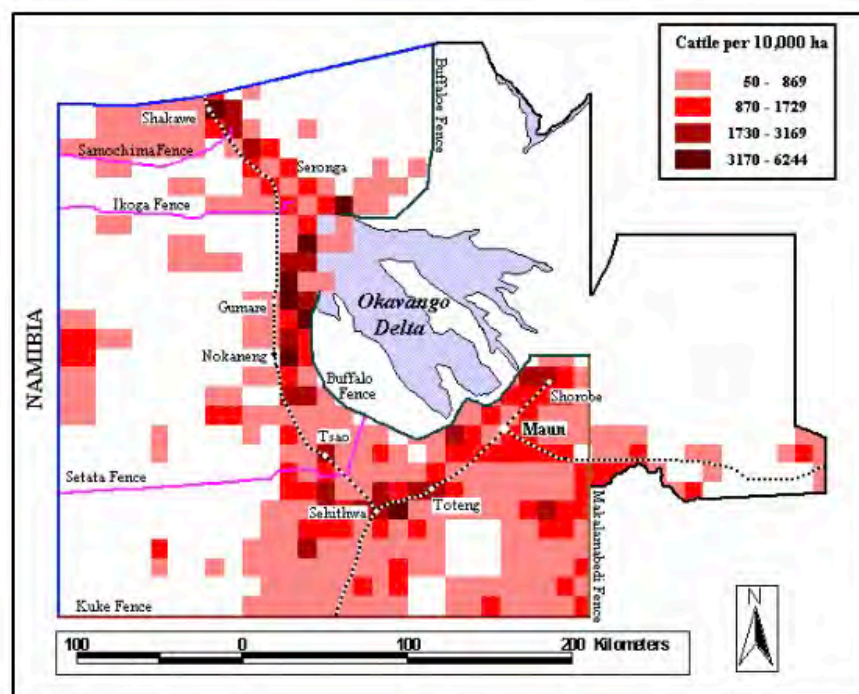 Cattle per 10,000 ha
50 - 869
870 - 1729
1730 - 3169
3170 - 6244
Buffaloe Fence
Shakawe
Samochima Fence
Seronga
Ikoga Fence
Okavango
Delta
Gumare
Nokaneng
NAMIBIA
Buffalo
Fence
Shorobe
Maun
Tsao
Setata Fence
Sehithwa
Toteng
Makalamabedi Fence
Kuke Fence
N
100 0 100 200 Kilometers